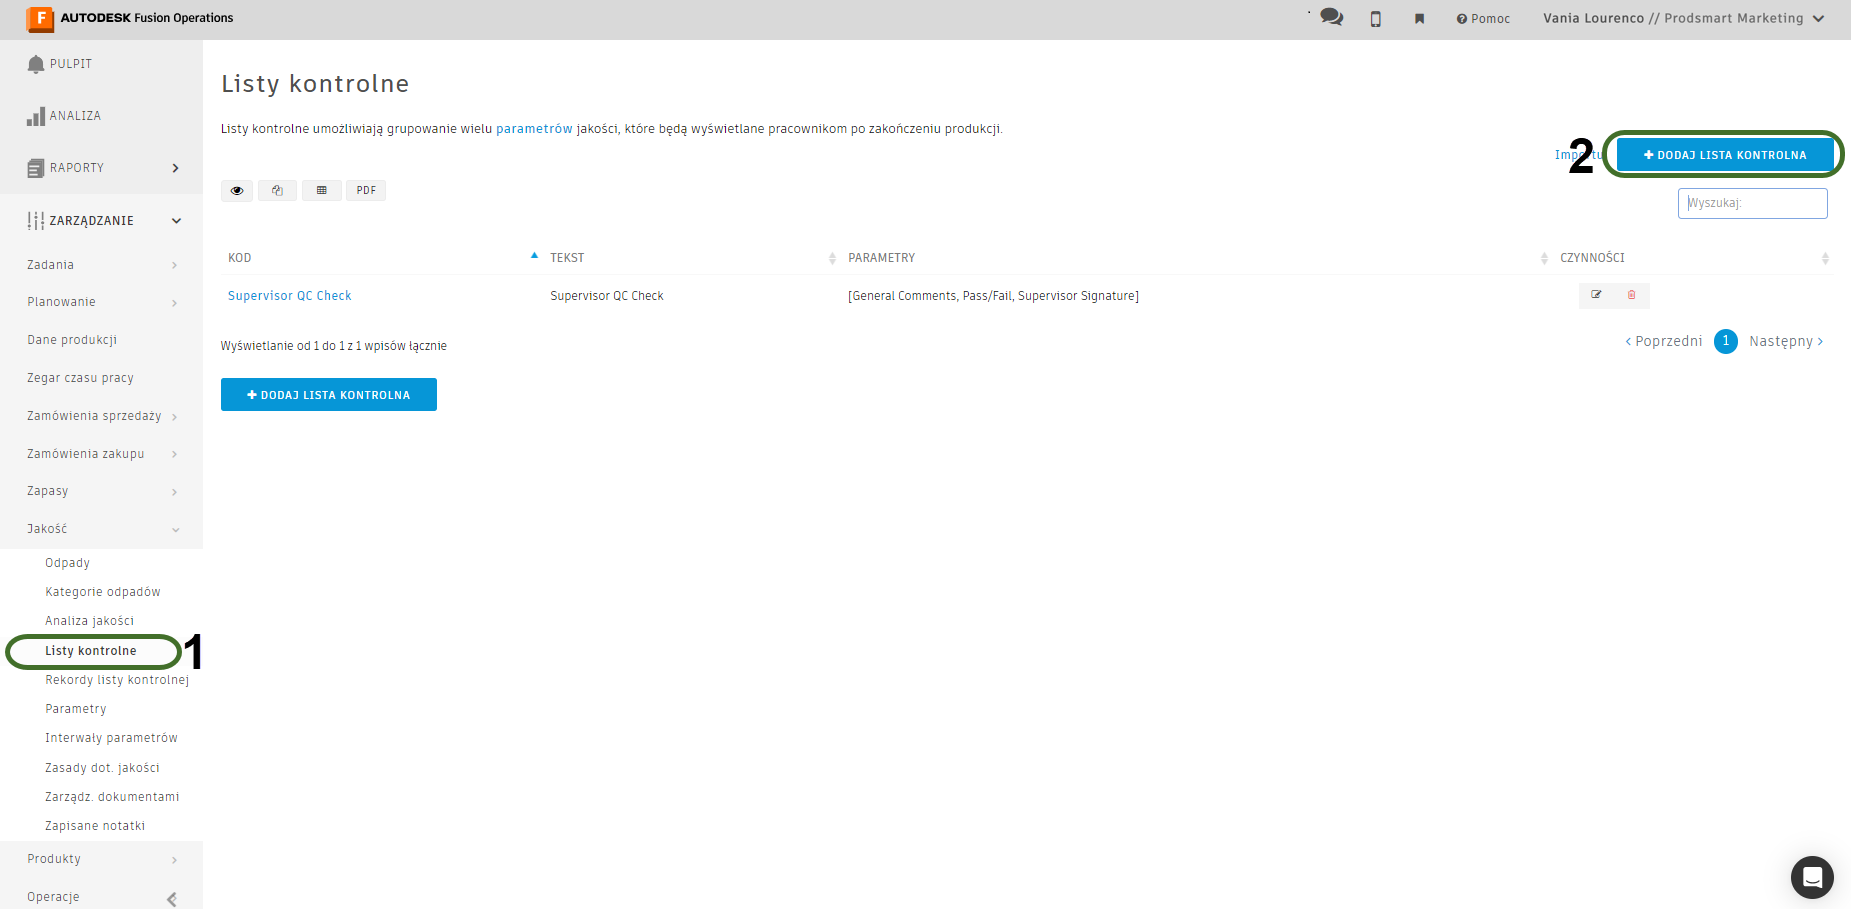 AUTODESK Fusion Operations
Pomoc
Vania Lourenco // Prodsmart Marketing
PULPIT
ANALIZA
RAPORTY
ZARZĄDZANIE
Zadania
Planowanie
Dane produkcji
Zegar czasu pracy
Zamówienia sprzedaży
Zamówienia zakupu
Zapasy
Jakość
Odpady
Kategorie odpadów
Analiza jakości
Listy kontrolne
1
Rekordy listy kontrolnej
Parametry
Interwały parametrów
Zasady dot. jakości
Zarządz. dokumentami
Zapisane notatki
Produkty
Operacje
Listy kontrolne
Listy kontrolne umożliwiają grupowanie wielu parametrów jakości, które będą wyświetlane pracownikom po zakończeniu produkcji.
2
DODAJ LISTA KONTROLNA
PDF
Wyszukaj:
KOD TEKST PARAMETRY CZYNNOŚCI
Supervisor QC Check Supervisor QC Check [General Comments, Pass/Fail, Supervisor Signature]
Wyświetlanie od 1 do 1 z 1 wpisów łącznie
Poprzedni 1 Następny
DODAJ LISTA KONTROLNA